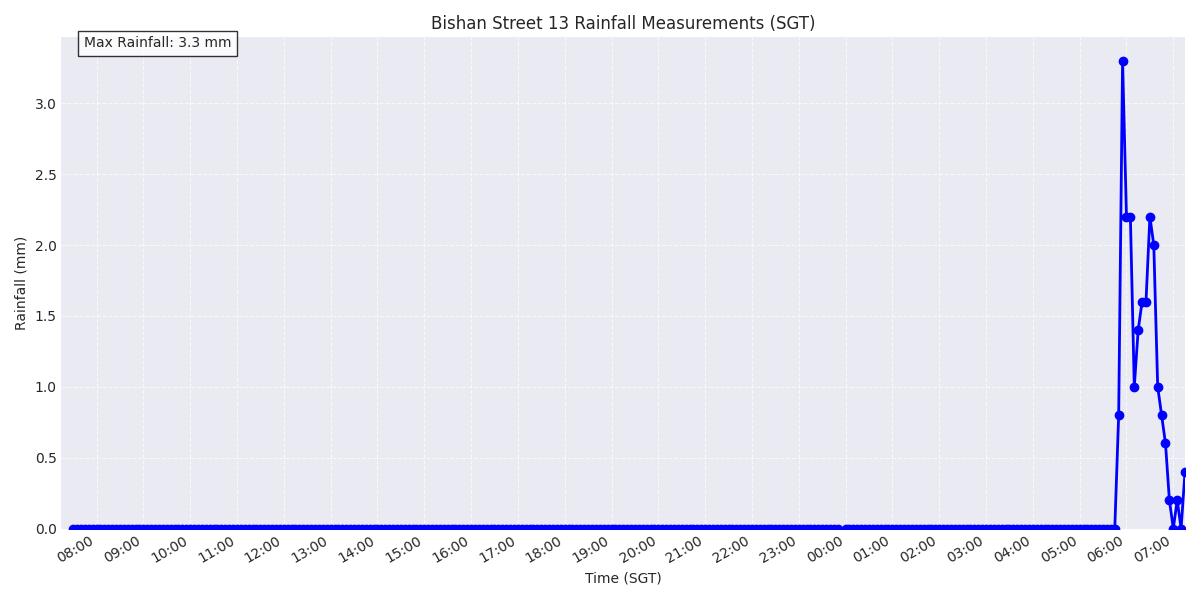 Bishan Street 13 Rainfall Measurements (SGT)
Max Rainfall: 3.3 mm
Rainfall (mm)
3.0
2.5
2.0
1.5
1.0
0.5
0.0
08:00 09:00 10:00 11:00 12:00 13:00 14:00 15:00 16:00 17:00 18:00 19:00 20:00 21:00 22:00 23:00 00:00 01:00 02:00 03:00 04:00 05:00 06:00 07:00
Time (SGT)